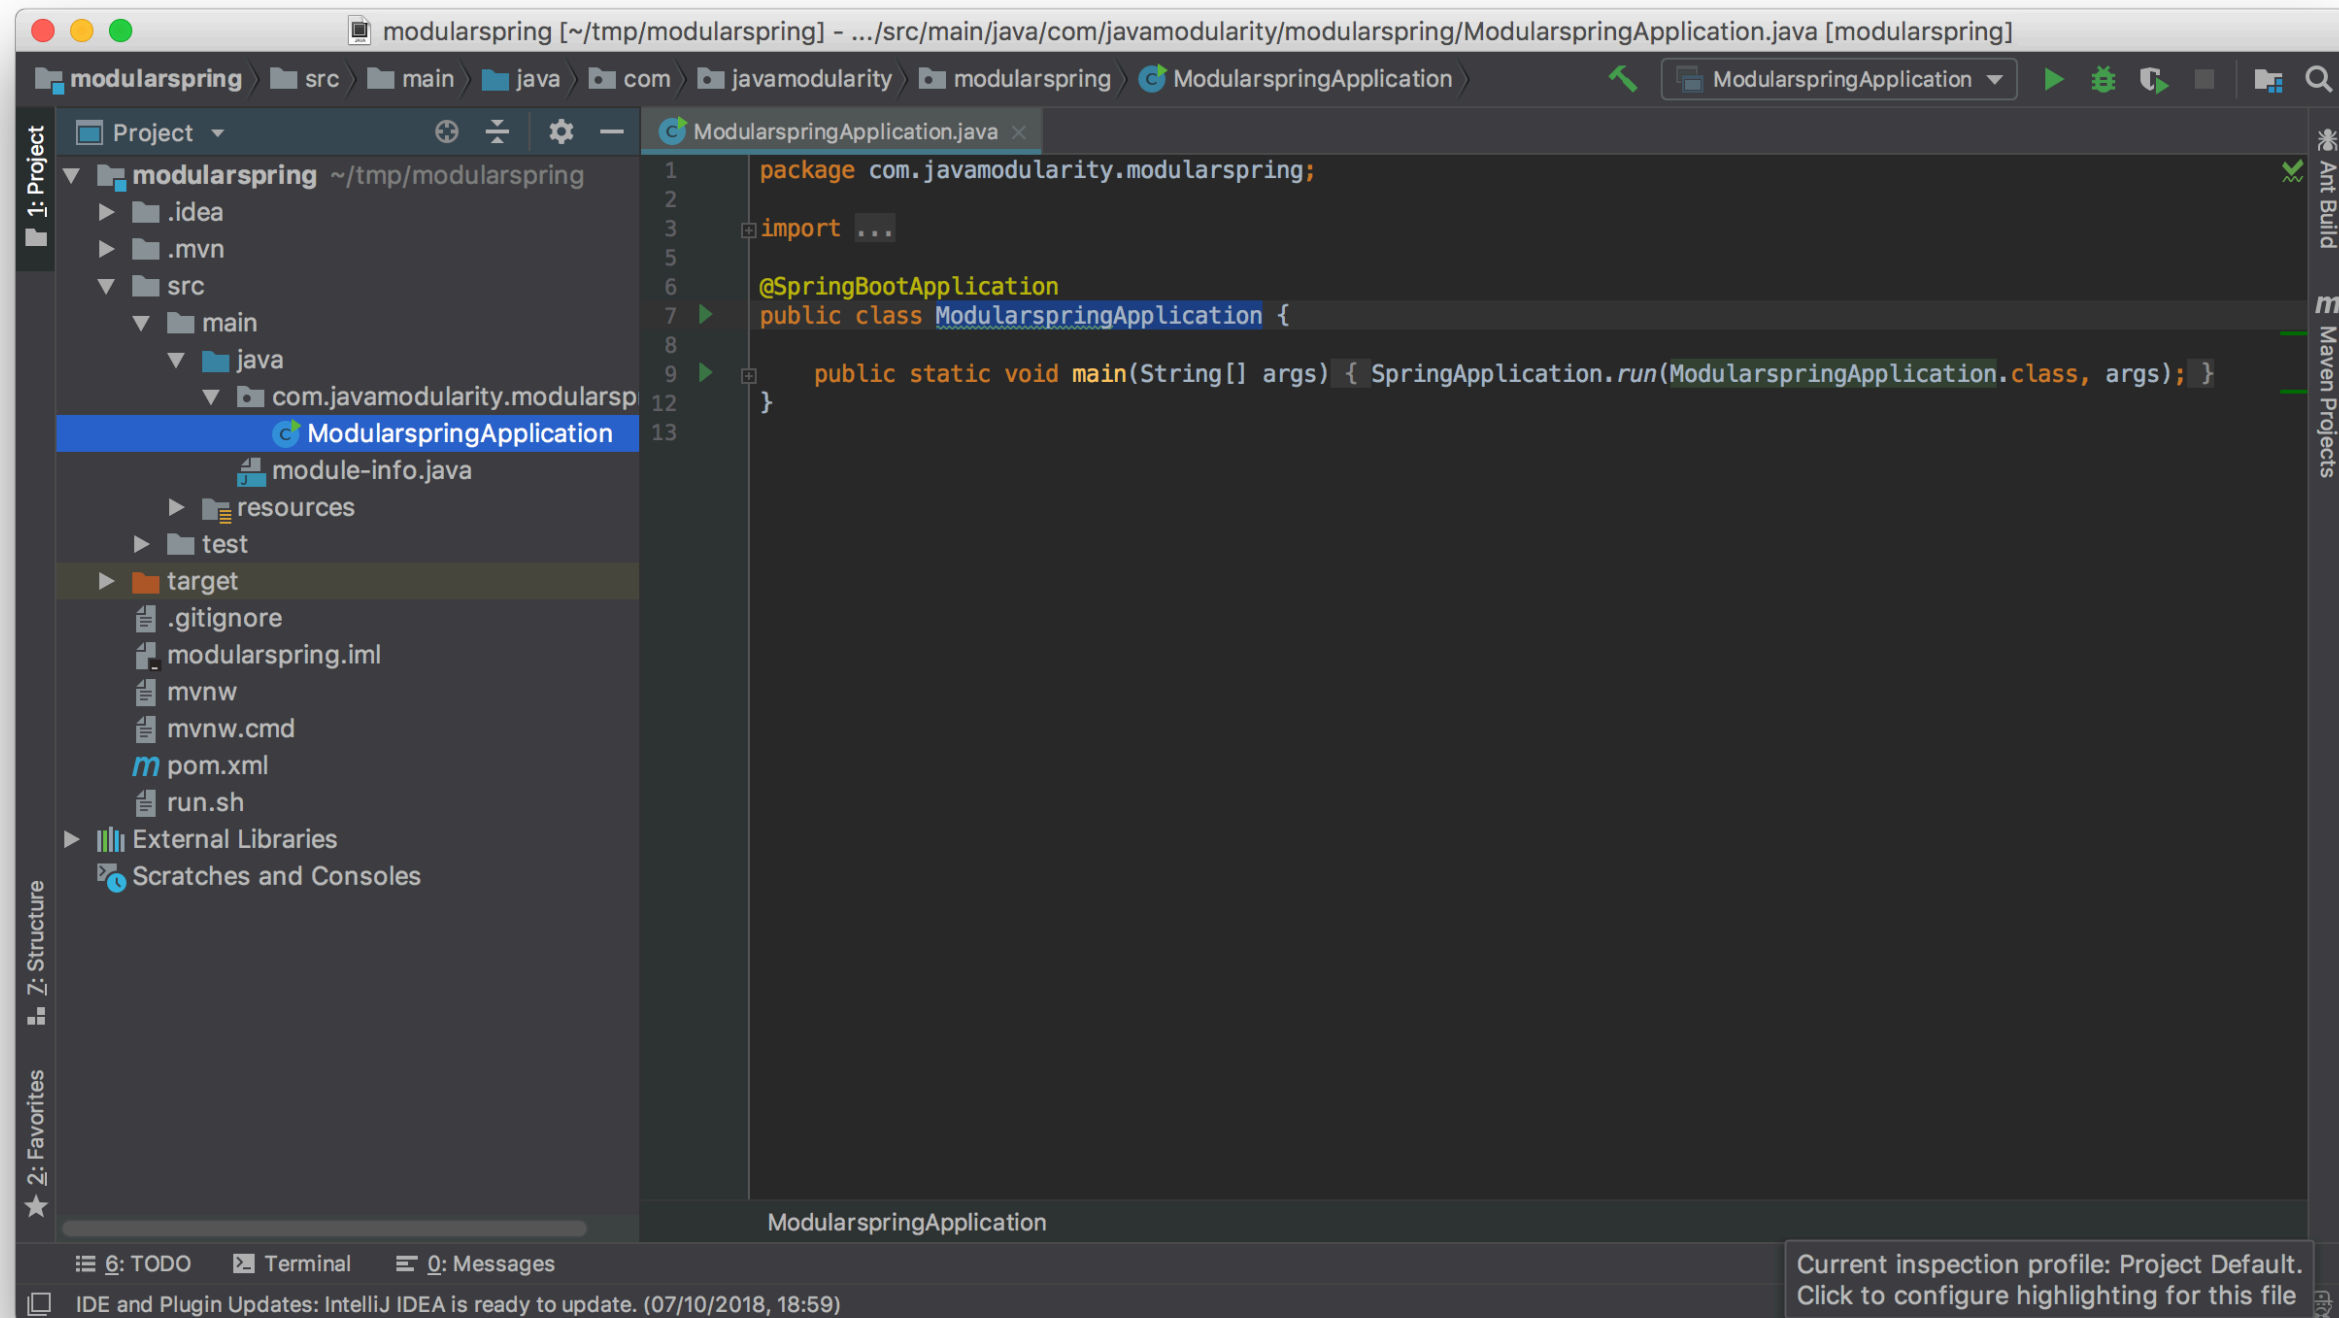 modularspring [~/tmp/modularspring] - .../src/main/java/com/javamodularity/modularspring/ModularspringApplication.java [modularspring]
modularspring src main java com javamodularity modularspring ModularspringApplication ModularspringApplication
1: Project
Project
modularspring ~/tmp/modularspring
.idea
.mvn
src
main
java
com.javamodularity.modularsp
ModularspringApplication
module-info.java
resources
test
target
.gitignore
modularspring.iml
mvnw
mvnw.cmd
pom.xml
run.sh
External Libraries
Scratches and Consoles
7: Structure
2: Favorites
ModularspringApplication.java
1 package com.javamodularity.modularspring;
2
3 import ...
5
6 @SpringBootApplication
7 public class ModularspringApplication {
8
9 public static void main(String[] args) { SpringApplication.run(ModularspringApplication.class, args); }
12 }
13
ModularspringApplication
Ant Build
m Maven Projects
6: TODO Terminal 0: Messages
Current inspection profile: Project Default.
Click to configure highlighting for this file
IDE and Plugin Updates: IntelliJ IDEA is ready to update. (07/10/2018, 18:59)